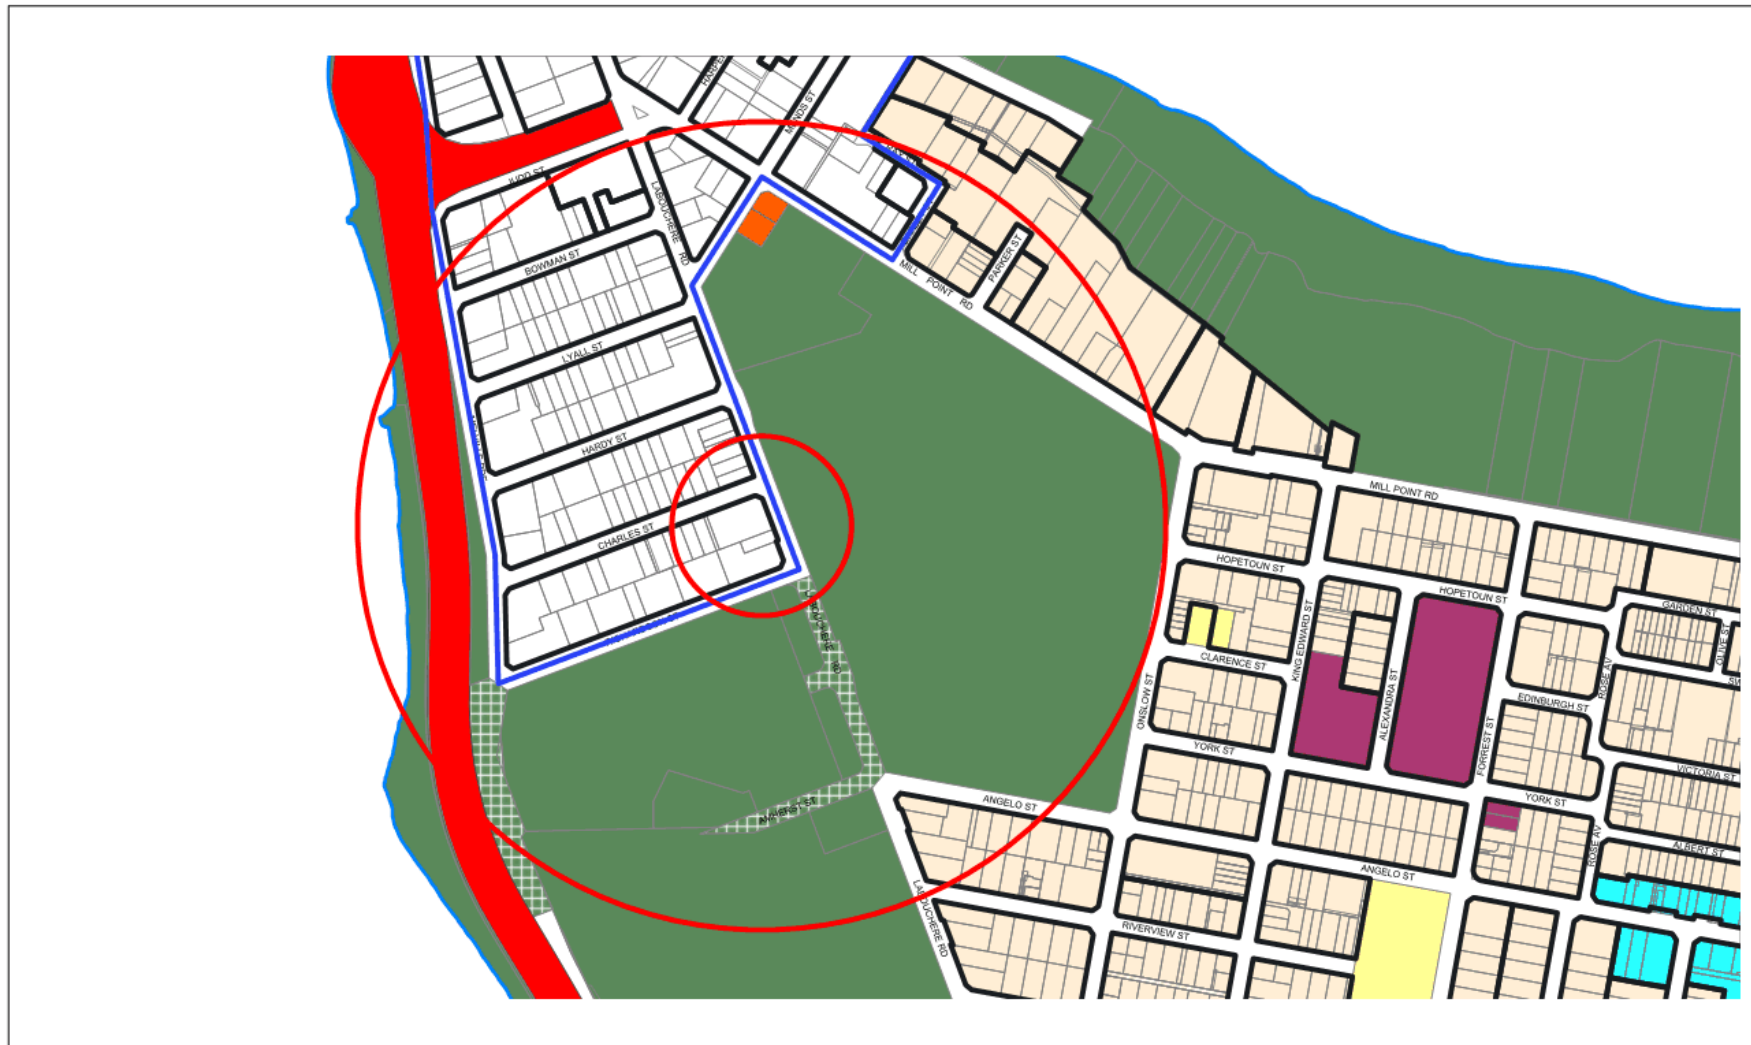 MILL
POINT
RD
PARKER ST
JUDD ST
LABOUCHERE
RD
BOWMAN ST
LYALL ST
HARDY ST
CHARLES ST
MILL POINT RD
HOPETOUN ST
HOPETOUN ST
GARDEN ST
OLIVE ST
KING EDWARD ST
CLARENCE ST
ONSLOW ST
ALEXANDRA ST
ROSE AV
EDINBURGH ST
FORREST ST
YORK ST
VICTORIA ST
YORK ST
AMHERST ST
ANGELO ST
ROSE AV
ALBERT ST
ANGELO ST
LABOUCHERE RD
RIVERVIEW ST